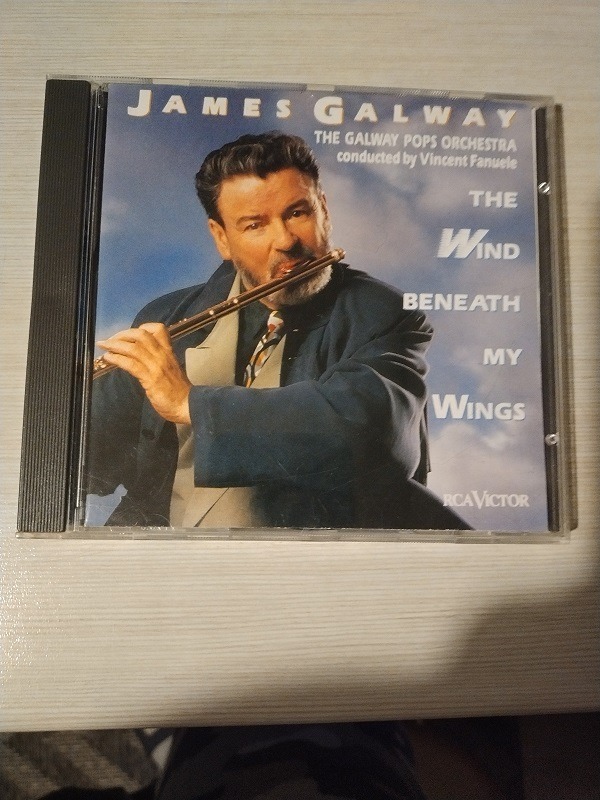 JAMES GALWAY
THE GALWAY POPS ORCHESTRA
conducted by Vincent Fanuele
THE
WIND
BENEATH
MY
WINGS
RCA VICTOR